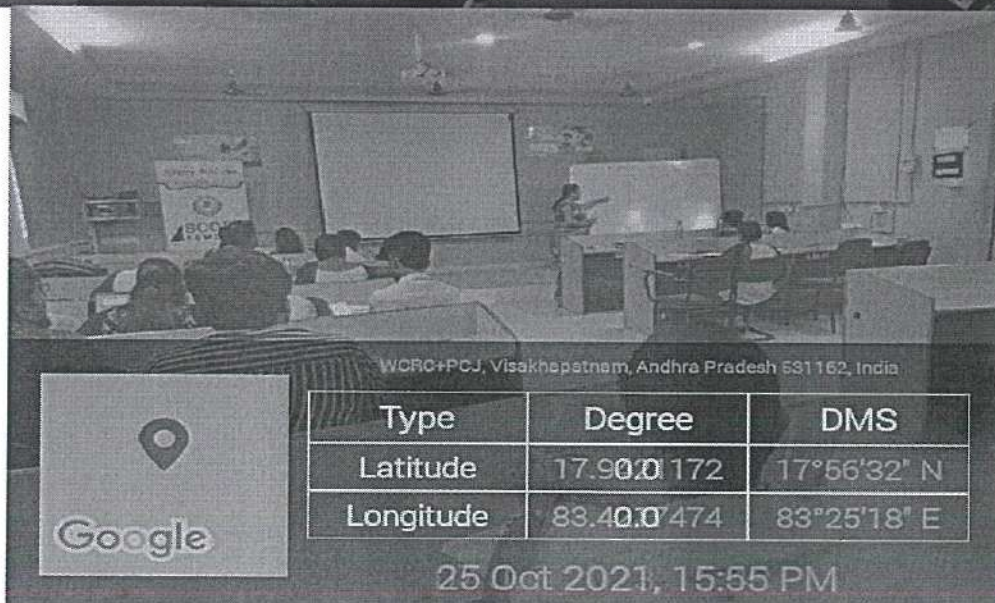 WCRC+PCJ, Visakhapatnam, Andhra Pradesh 531162, India
Type Degree DMS
Latitude 17°56'32" N
Longitude 83°25'18" E
Google
25 Oct 2021, 15:55 PM